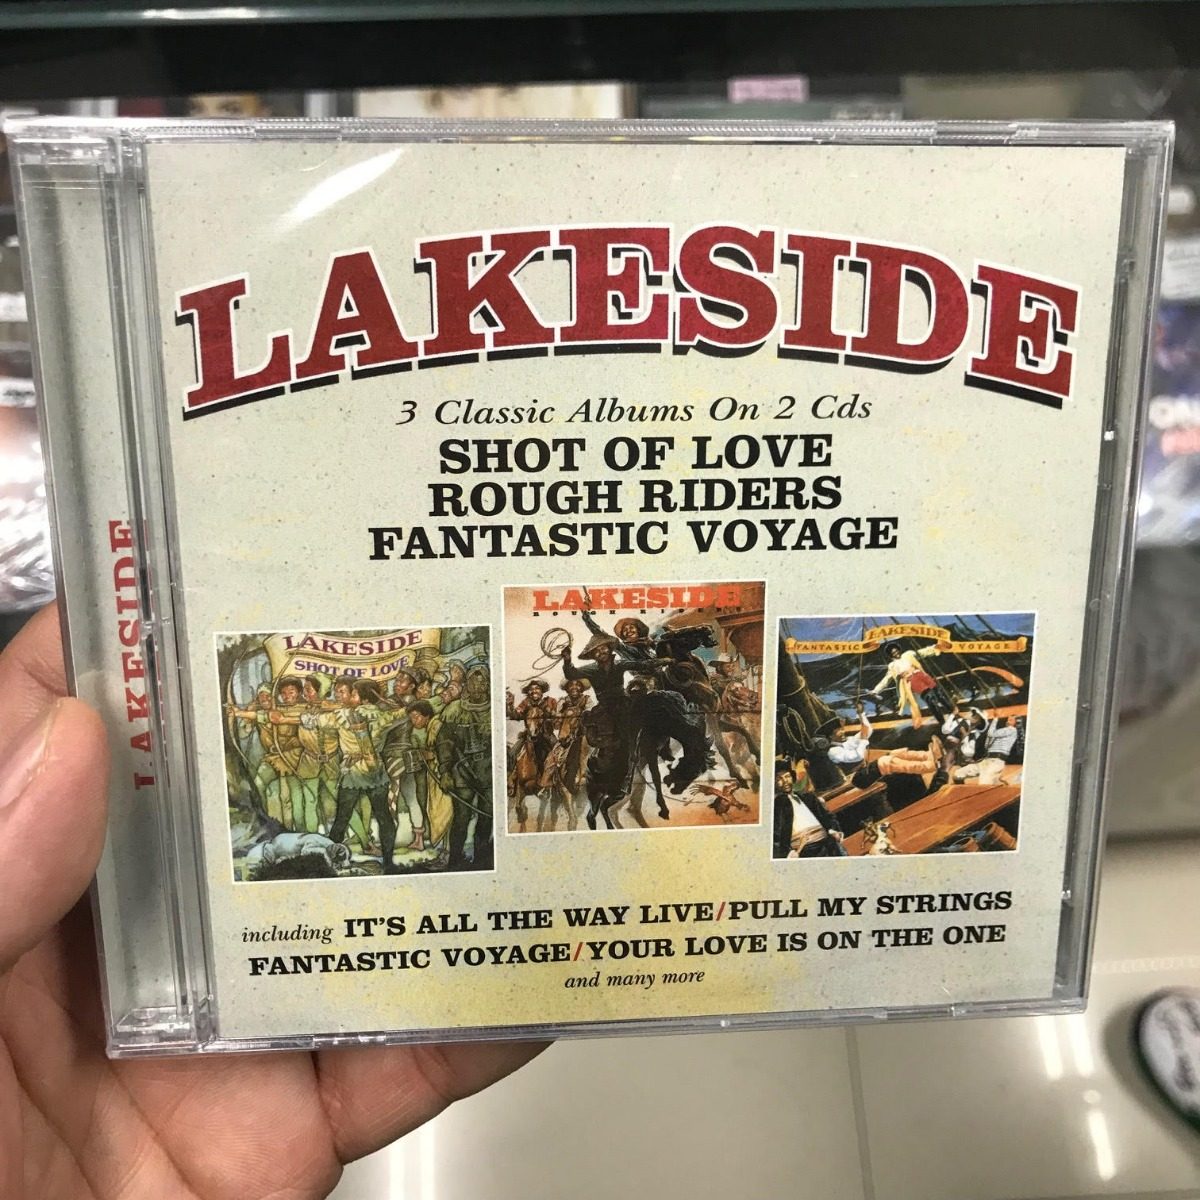 LAKESIDE
3 Classic Albums On 2 Cds
SHOT OF LOVE
ROUGH RIDERS
FANTASTIC VOYAGE
LAKESIDE
LAKESIDE
SHOT OF LOVE
LAKESIDE
ROUGH RIDERS
LAKESIDE
FANTASTIC VOYAGE
including IT'S ALL THE WAY LIVE/PULL MY STRINGS
FANTASTIC VOYAGE/YOUR LOVE IS ON THE ONE
and many more